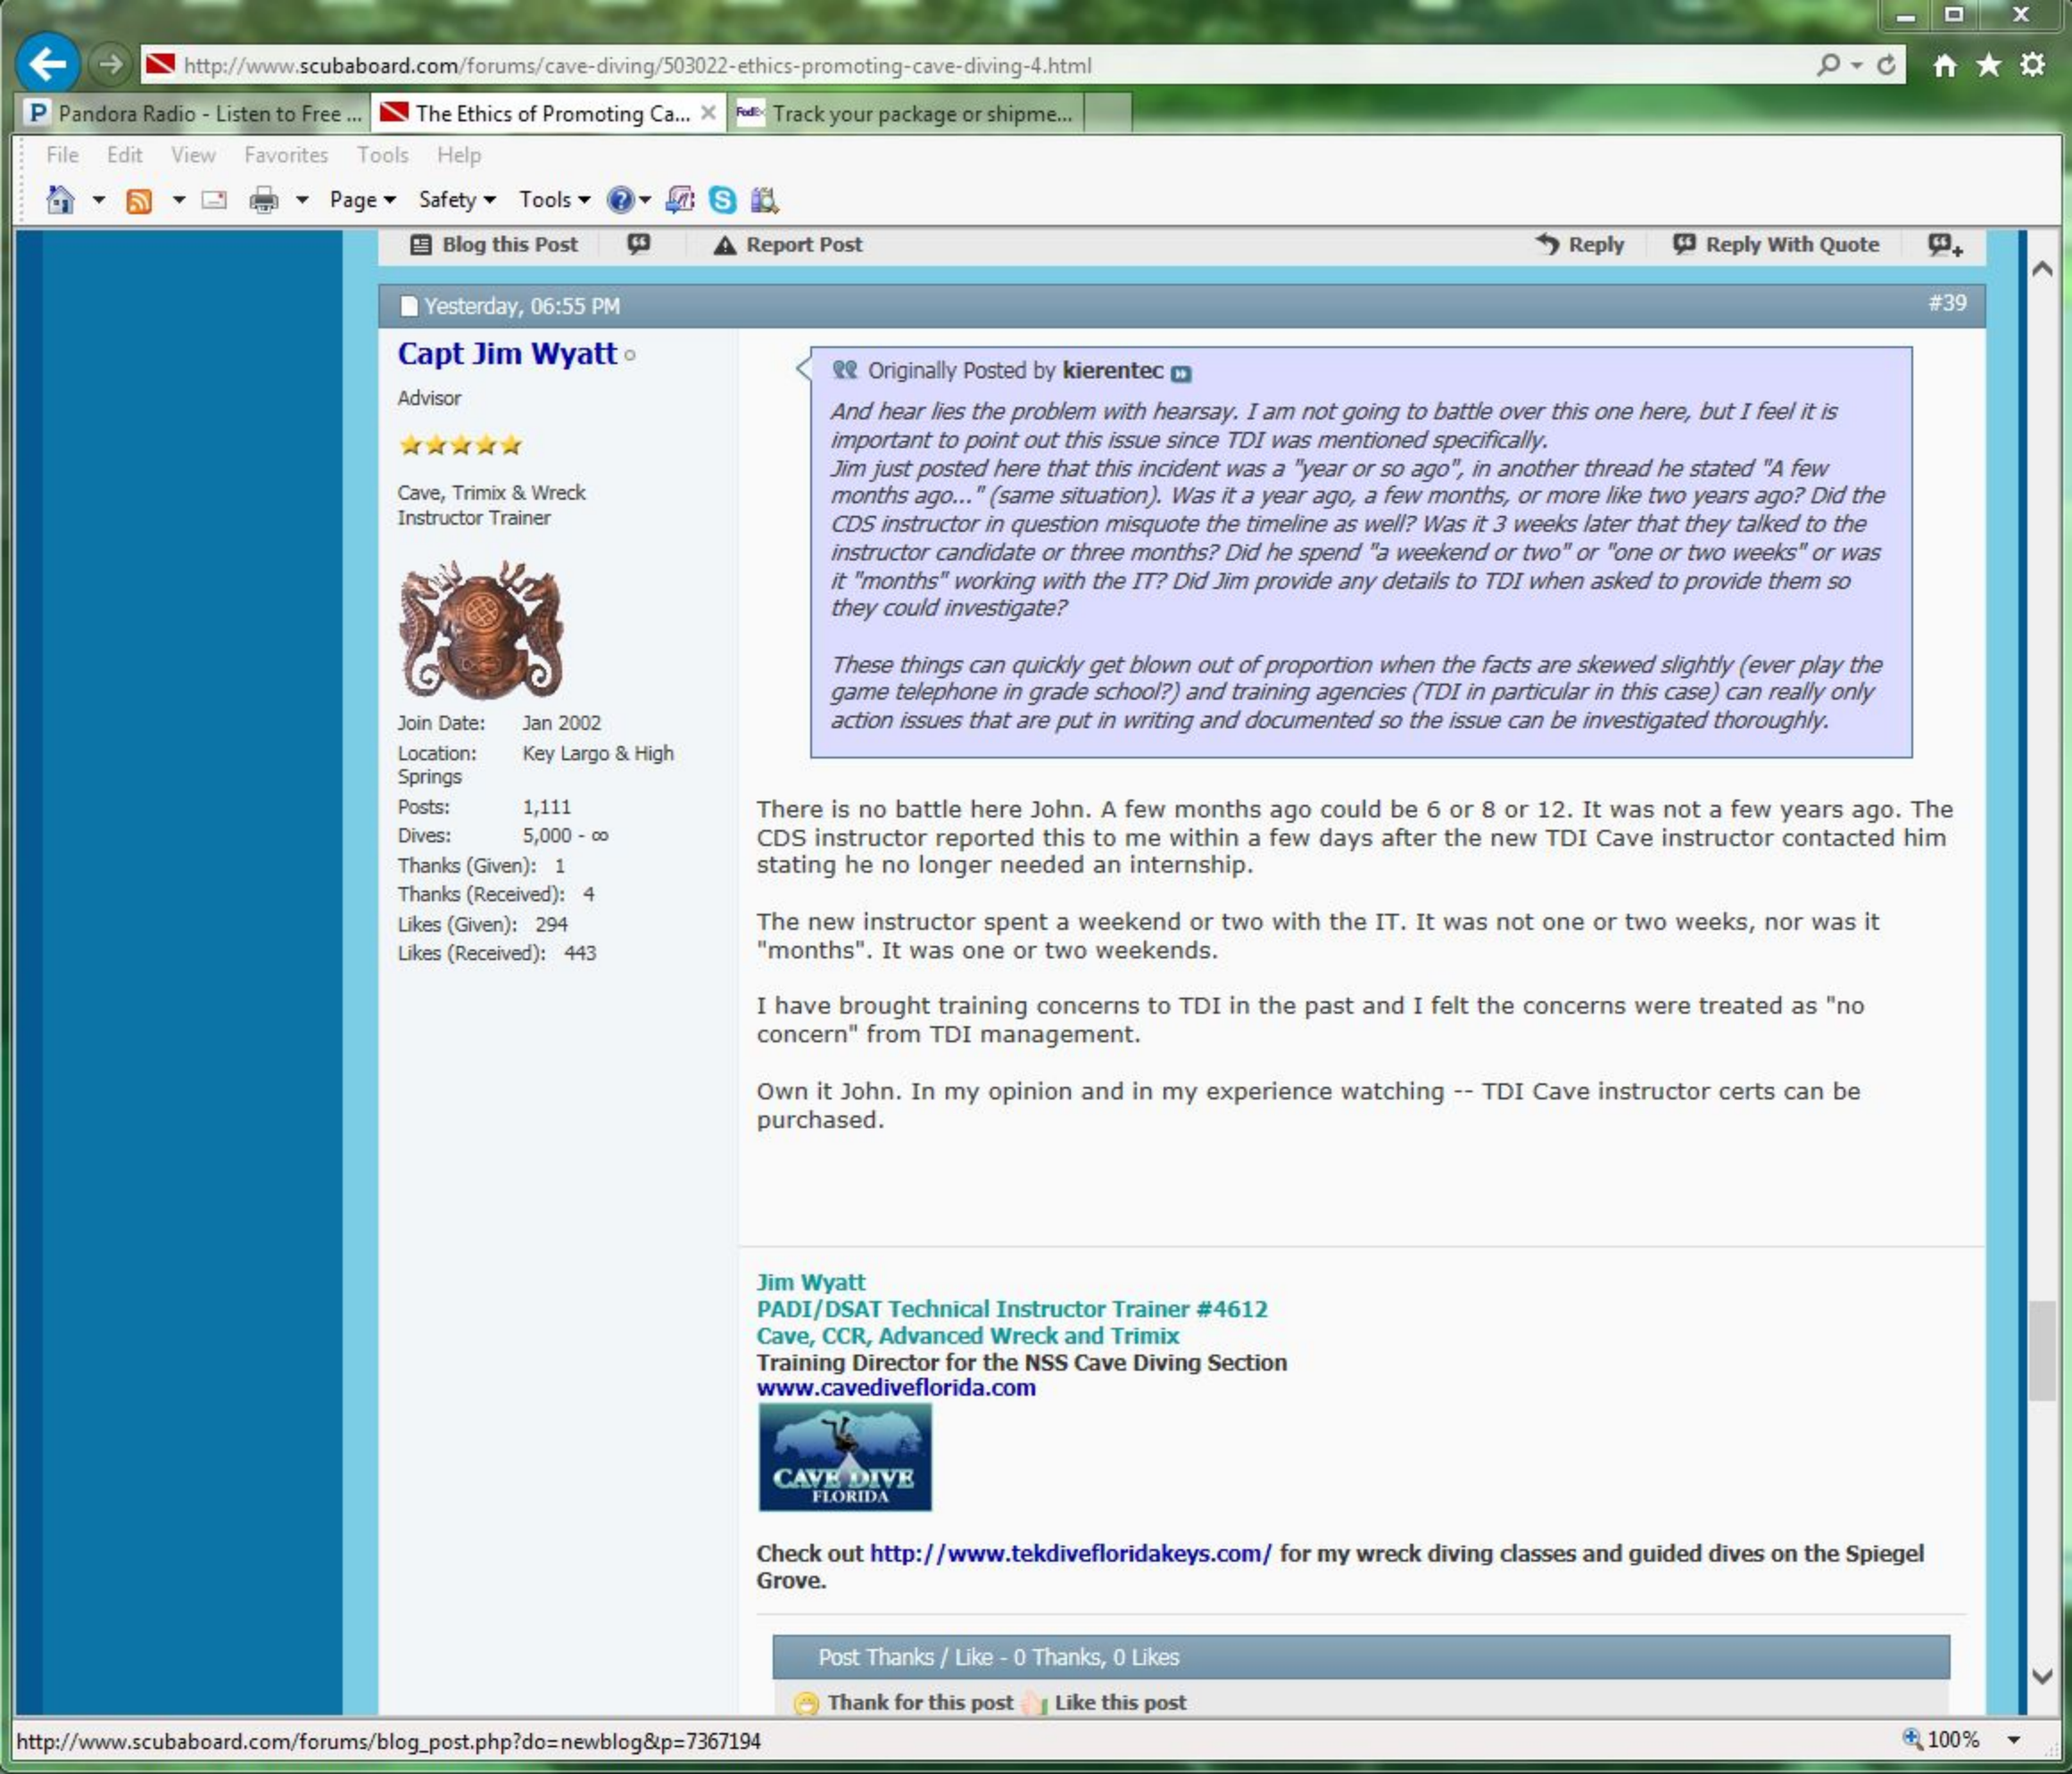 http://www.scubaboard.com/forums/cave-diving/503022-ethics-promoting-cave-diving-4.html
P Pandora Radio - Listen to Free ... The Ethics of Promoting Ca... FedEx Track your package or shipme...
File Edit View Favorites Tools Help
Page Safety Tools
Blog this Post Report Post Reply Reply With Quote
Yesterday, 06:55 PM #39
Capt Jim Wyatt
Advisor
Cave, Trimix & Wreck
Instructor Trainer
Join Date: Jan 2002
Location: Key Largo & High
Springs
Posts: 1,111
Dives: 5,000 - ∞
Thanks (Given): 1
Thanks (Received): 4
Likes (Given): 294
Likes (Received): 443
Originally Posted by kierentec
And hear lies the problem with hearsay. I am not going to battle over this one here, but I feel it is
important to point out this issue since TDI was mentioned specifically.
Jim just posted here that this incident was a "year or so ago", in another thread he stated "A few
months ago..." (same situation). Was it a year ago, a few months, or more like two years ago? Did the
CDS instructor in question misquote the timeline as well? Was it 3 weeks later that they talked to the
instructor candidate or three months? Did he spend "a weekend or two" or "one or two weeks" or was
it "months" working with the IT? Did Jim provide any details to TDI when asked to provide them so
they could investigate?
These things can quickly get blown out of proportion when the facts are skewed slightly (ever play the
game telephone in grade school?) and training agencies (TDI in particular in this case) can really only
action issues that are put in writing and documented so the issue can be investigated thoroughly.
There is no battle here John. A few months ago could be 6 or 8 or 12. It was not a few years ago. The
CDS instructor reported this to me within a few days after the new TDI Cave instructor contacted him
stating he no longer needed an internship.
The new instructor spent a weekend or two with the IT. It was not one or two weeks, nor was it
"months". It was one or two weekends.
I have brought training concerns to TDI in the past and I felt the concerns were treated as "no
concern" from TDI management.
Own it John. In my opinion and in my experience watching -- TDI Cave instructor certs can be
purchased.
Jim Wyatt
PADI/DSAT Technical Instructor Trainer #4612
Cave, CCR, Advanced Wreck and Trimix
Training Director for the NSS Cave Diving Section
www.cavediveflorida.com
CAVE DIVE
FLORIDA
Check out http://www.tekdivefloridakeys.com/ for my wreck diving classes and guided dives on the Spiegel
Grove.
Post Thanks / Like - 0 Thanks, 0 Likes
Thank for this post Like this post
http://www.scubaboard.com/forums/blog_post.php?do=newblog&p=7367194
100%